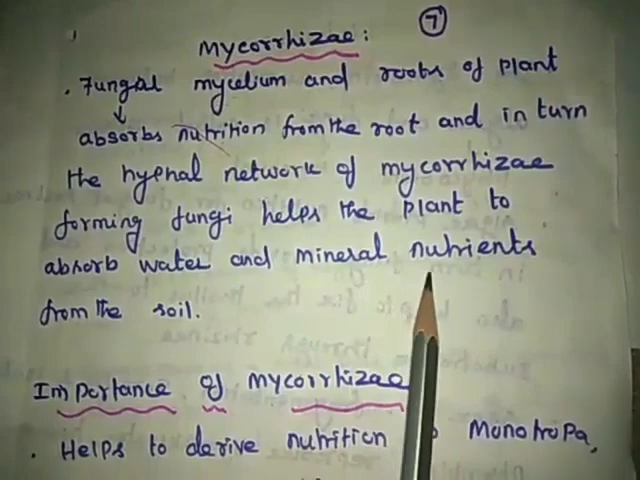 Mycorrhizae: 7
. Fungal mycelium and roots of plant
absorbs nutrition from the root and in turn
the hyphal network of mycorrhizae
forming fungi helps the plant to
absorb water and mineral nutrients
from the soil.
Importance of Mycorrhizae
. Helps to derive nutrition Monotropa,